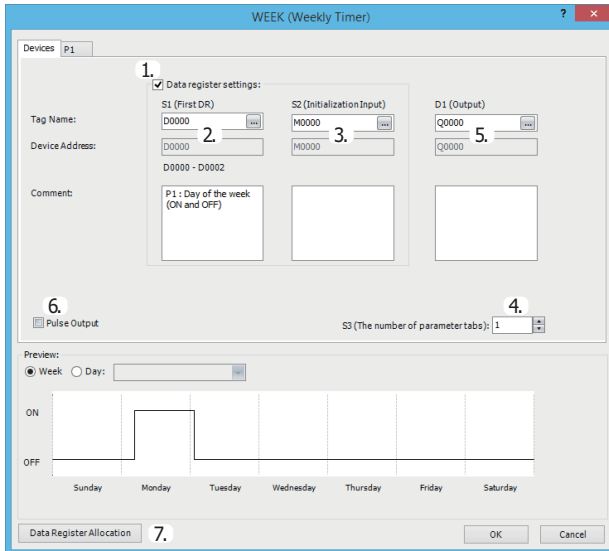 WEEK (Weekly Timer)
? ×
Devices P1
1.
Data register settings:
S1 (First DR) S2 (Initialization Input) D1 (Output)
Tag Name: D0000 ... M0000 ... Q0000 ...
2. 3. 5.
Device Address: D0000 M0000 Q0000
D0000 - D0002
Comment: P1 : Day of the week
(ON and OFF)
6. 4.
Pulse Output S3 (The number of parameter tabs): 1
Preview:
Week Day:
ON
OFF
Sunday Monday Tuesday Wednesday Thursday Friday Saturday
Data Register Allocation 7. OK Cancel